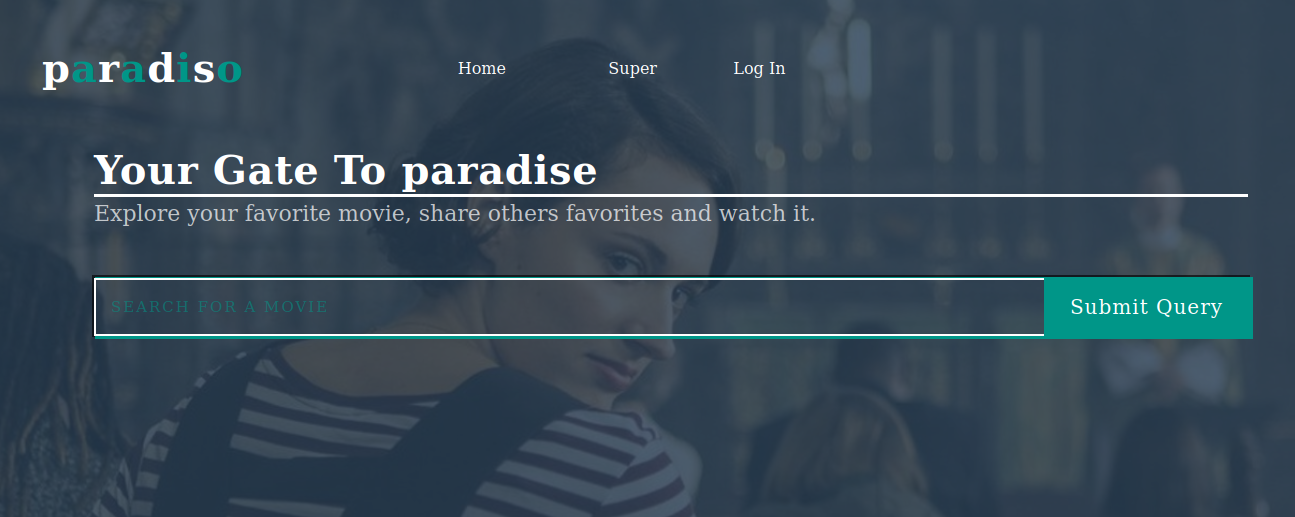 paradiso
Home Super Log In
Your Gate To paradise
Explore your favorite movie, share others favorites and watch it.
SEARCH FOR A MOVIE Submit Query